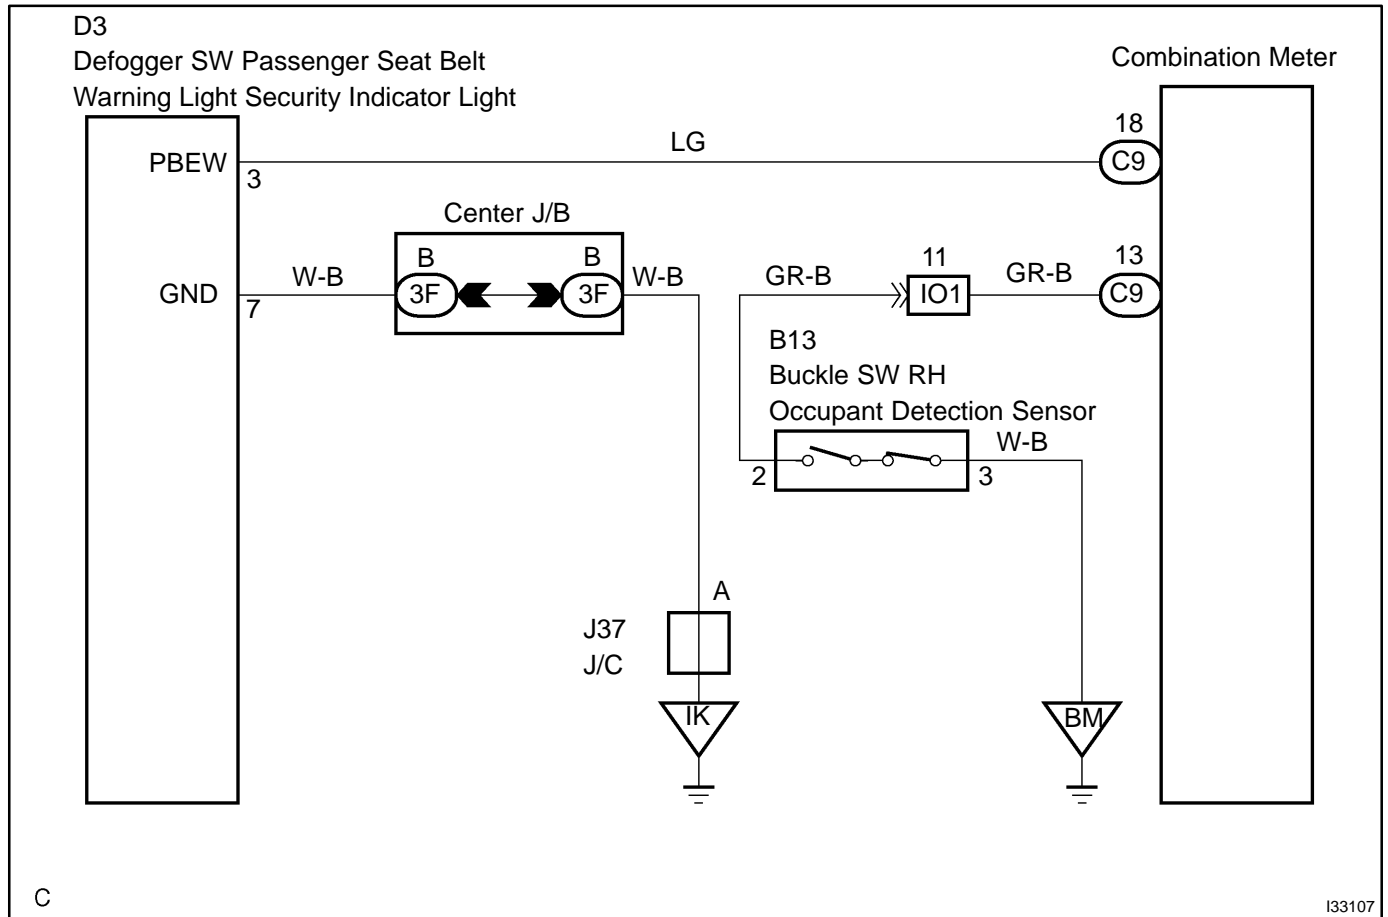 D3
Defogger SW Passenger Seat Belt
Warning Light Security Indicator Light
Combination Meter
PBEW
3
LG
18
C9
Center J/B
GND
7
W-B
B
3F
B
3F
W-B
GR-B
11
IO1
GR-B
13
C9
B13
Buckle SW RH
Occupant Detection Sensor
2
3
W-B
A
J37
J/C
IK
BM
C
I33107